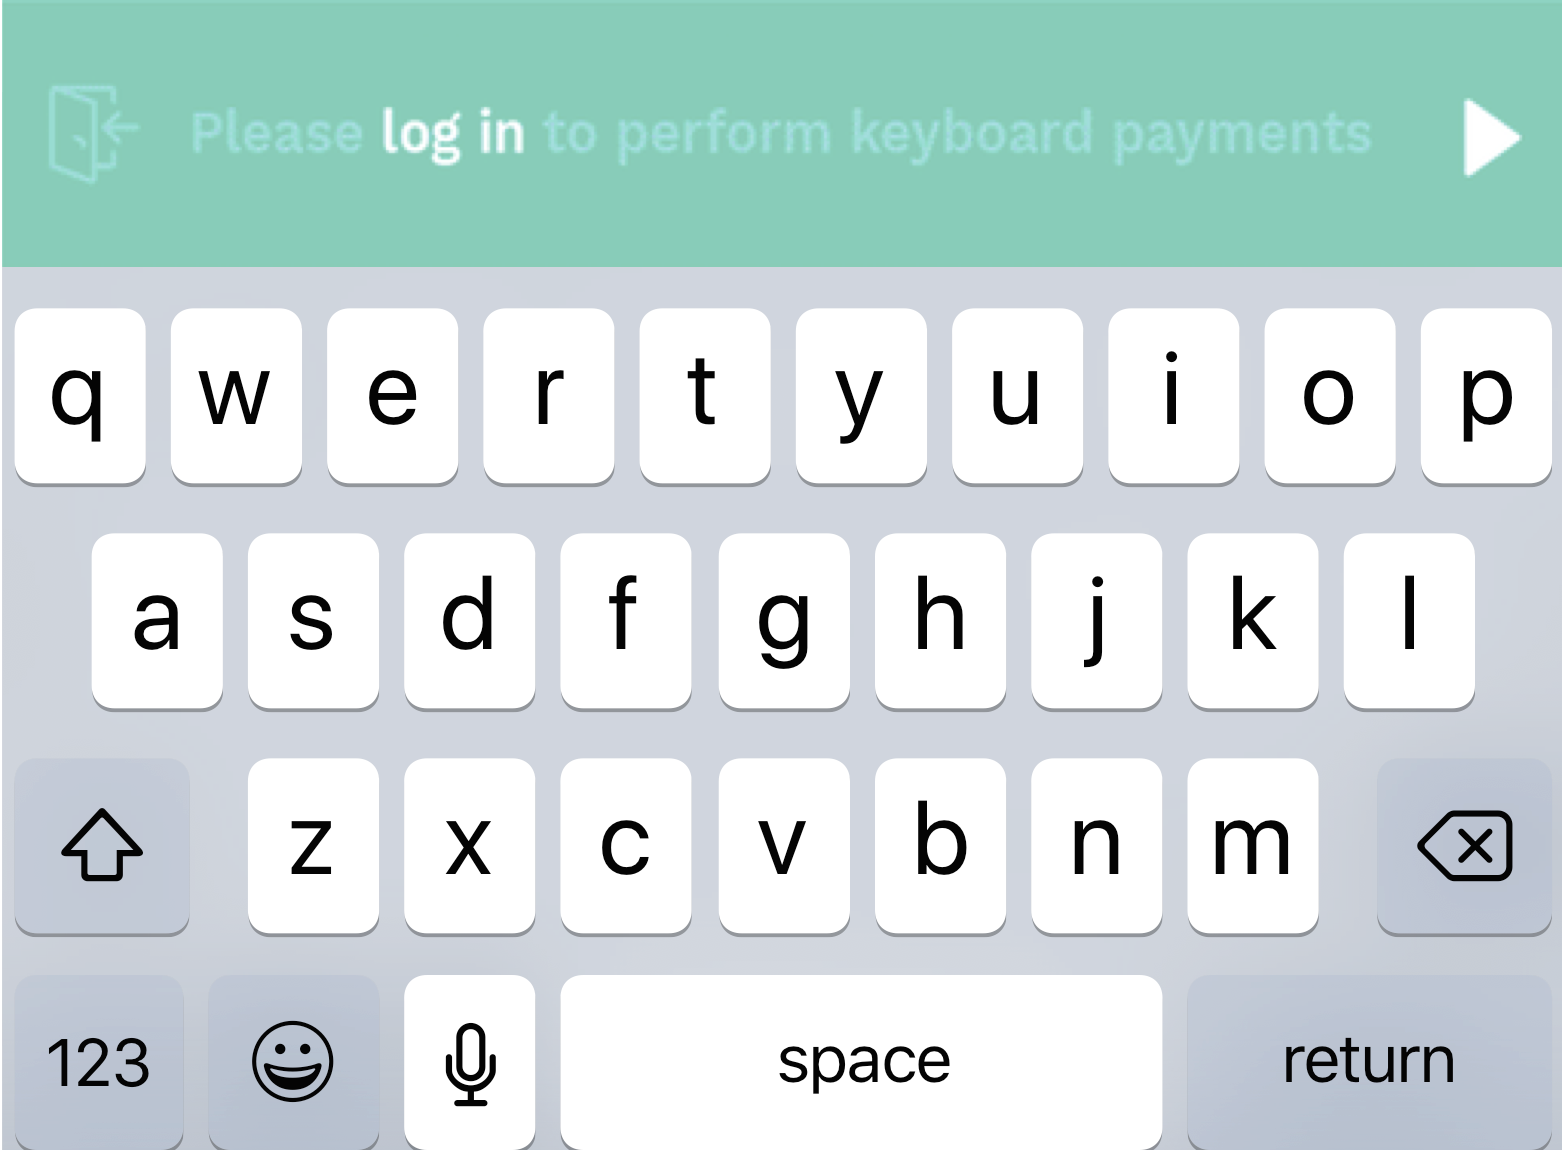 Please log in to perform keyboard payments
q w e r t y u i o p
a s d f g h j k l
z x c v b n m
123 space return